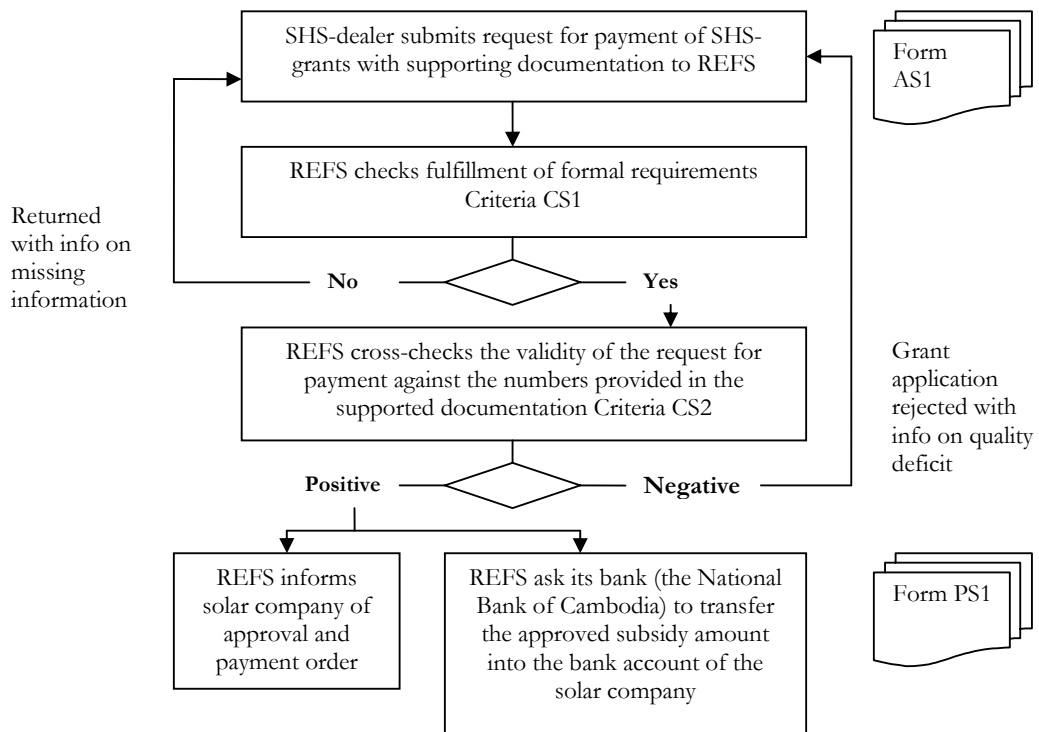 SHS-dealer submits request for payment of SHS-
grants with supporting documentation to REFS
Form
AS1
REFS checks fulfillment of formal requirements
Criteria CS1
Returned
with info on
missing
information
No
Yes
REFS cross-checks the validity of the request for
payment against the numbers provided in the
supported documentation Criteria CS2
Grant
application
rejected with
info on quality
deficit
Positive
Negative
REFS informs
solar company of
approval and
payment order
REFS ask its bank (the National
Bank of Cambodia) to transfer
the approved subsidy amount
into the bank account of the
solar company
Form PS1